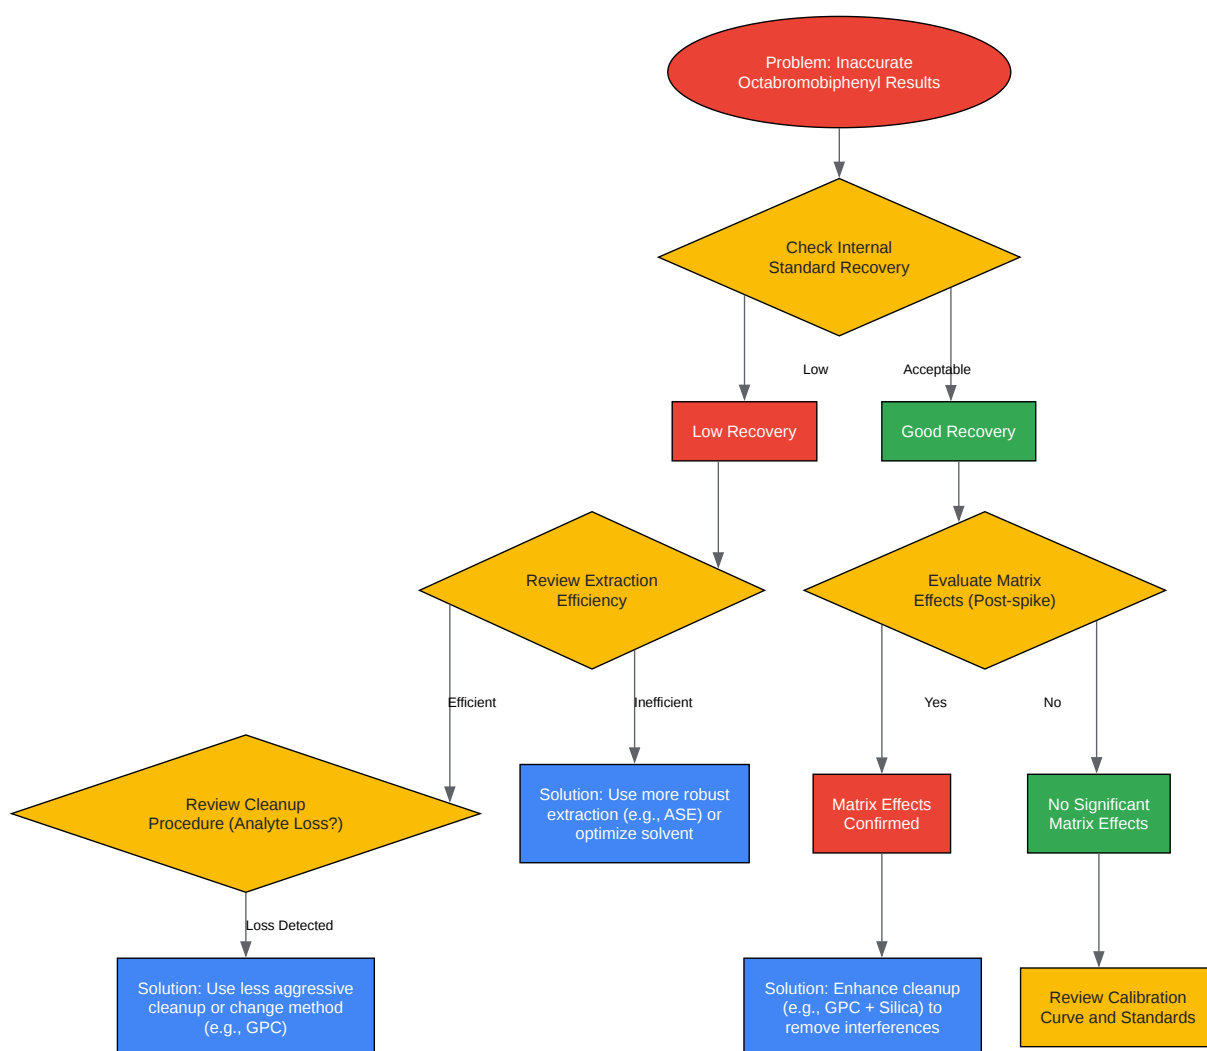 Problem: Inaccurate
Octabromobiphenyl Results
Check Internal
Standard Recovery
Low
Acceptable
Low Recovery
Good Recovery
Review Extraction
Efficiency
Evaluate Matrix
Effects (Post-spike)
Efficient
Inefficient
Yes
No
Review Cleanup
Procedure (Analyte Loss?)
Solution: Use more robust
extraction (e.g., ASE) or
optimize solvent
Matrix Effects
Confirmed
No Significant
Matrix Effects
Loss Detected
Solution: Use less aggressive
cleanup or change method
(e.g., GPC)
Solution: Enhance cleanup
(e.g., GPC + Silica) to
remove interferences
Review Calibration
Curve and Standards